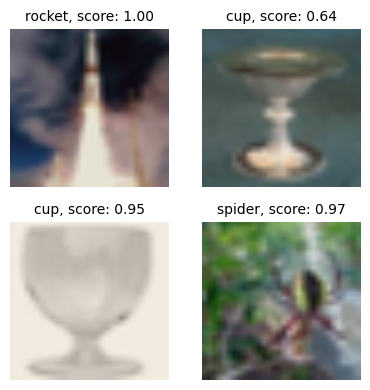 rocket, score: 1.00
cup, score: 0.64
cup, score: 0.95
spider, score: 0.97